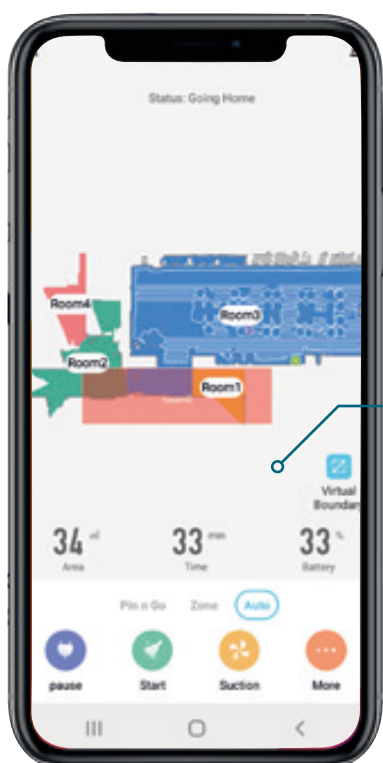 Status: Going Home
Room4
Room3
Room2
Room1
Virtual
Boundary
34
33 min
33 %
Area
Time
Battery
Pin n Go
Zone
Auto
pause
Start
Suction
More